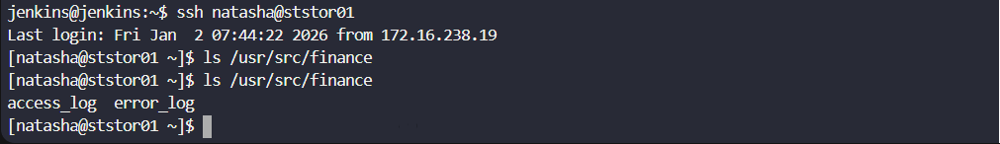 jenkins@jenkins:~$ ssh natasha@ststor01
Last login: Fri Jan  2 07:44:22 2026 from 172.16.238.19
[natasha@ststor01 ~]$ ls /usr/src/finance
[natasha@ststor01 ~]$ ls /usr/src/finance
access_log  error_log
[natasha@ststor01 ~]$